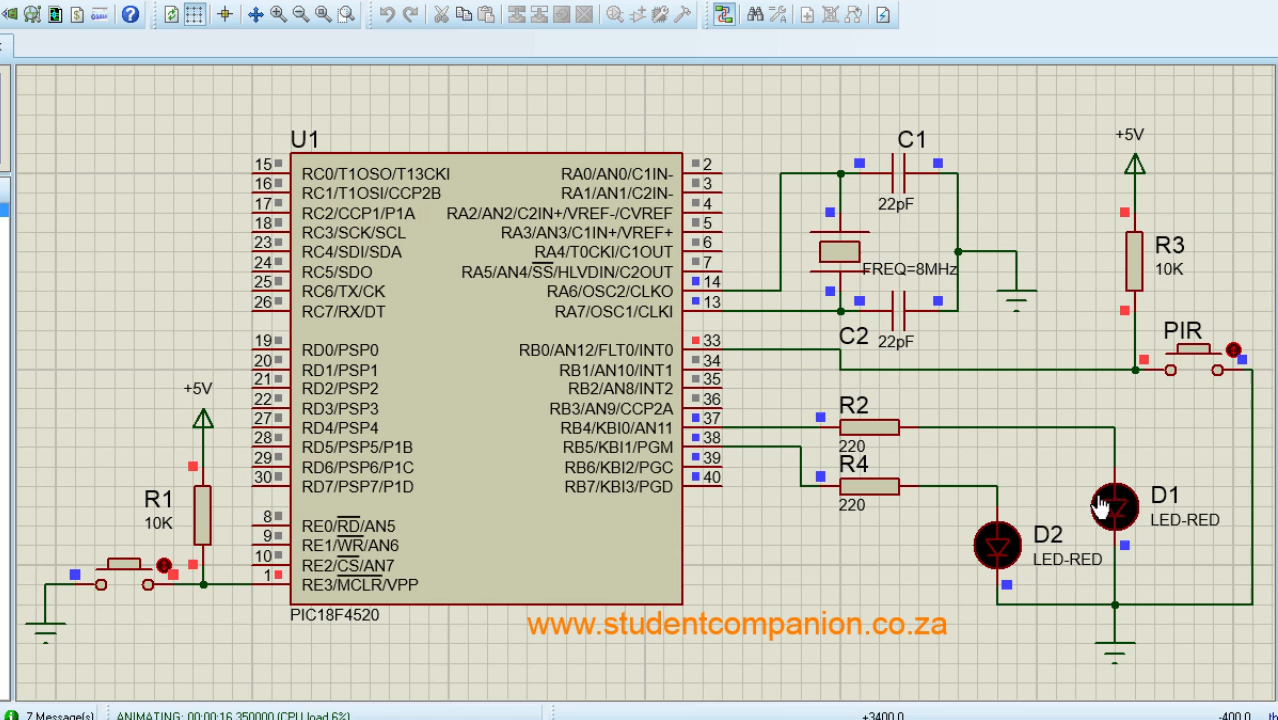 U1
15
RC0/T1OSO/T13CKI
RA0/AN0/C1IN-
2
16
RC1/T1OSI/CCP2B
RA1/AN1/C2IN-
3
17
RC2/CCP1/P1A
RA2/AN2/C2IN+/VREF-/CVREF
4
18
RC3/SCK/SCL
RA3/AN3/C1IN+/VREF+
5
23
RC4/SDI/SDA
RA4/T0CKI/C1OUT
6
24
RC5/SDO
RA5/AN4/SS/HLVDIN/C2OUT
7
25
RC6/TX/CK
RA6/OSC2/CLKO
14
26
RC7/RX/DT
RA7/OSC1/CLKI
13
19
RD0/PSP0
RB0/AN12/FLT0/INT0
33
20
RD1/PSP1
RB1/AN10/INT1
34
21
RD2/PSP2
RB2/AN8/INT2
35
22
RD3/PSP3
RB3/AN9/CCP2A
36
27
RD4/PSP4
RB4/KBI0/AN11
37
28
RD5/PSP5/P1B
RB5/KBI1/PGM
38
29
RD6/PSP6/P1C
RB6/KBI2/PGC
39
30
RD7/PSP7/P1D
RB7/KBI3/PGD
40
8
RE0/RD/AN5
9
RE1/WR/AN6
10
RE2/CS/AN7
1
RE3/MCLR/VPP
PIC18F4520
C1
22pF
FREQ=8MHz
C2
22pF
+5V
R3
10K
PIR
R2
220
R4
220
D1
LED-RED
D2
LED-RED
+5V
R1
10K
www.studentcompanion.co.za
7 Message(s)
ANIMATING: 00:00:16.350000 (CPU load 6%)
+3400.0
-400.0
th